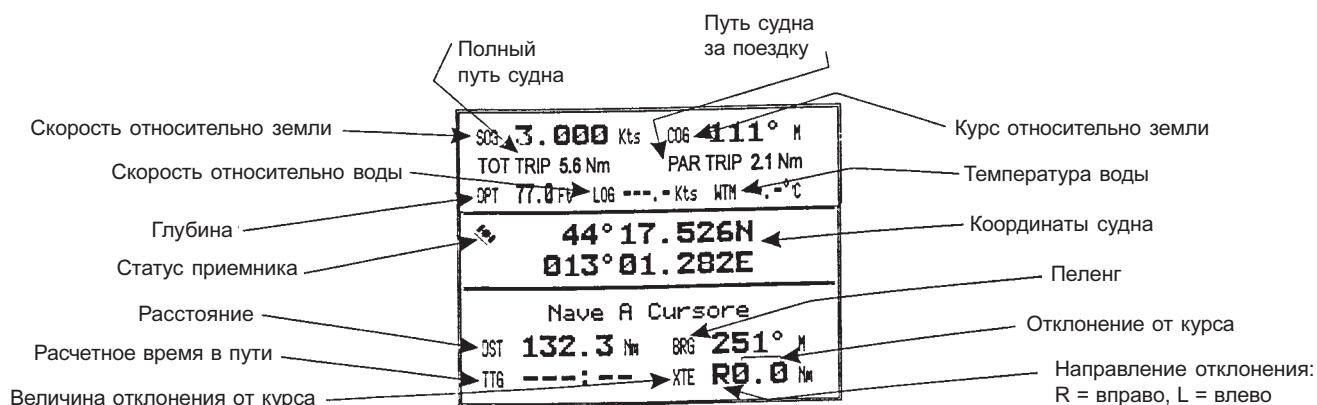 Путь судна
за поездку
Полный
путь судна
Скорость относительно земли
SOG 3.000 Kts COG 111° M
Курс относительно земли
TOT TRIP 5.6 Nm PAR TRIP 2.1 Nm
Скорость относительно воды
Температура воды
DPT 77.0 Ft LOG ---.- Kts WTM --.-°C
Глубина
44°17.526N
Координаты судна
Статус приемника
013°01.282E
Пеленг
Расстояние
Nave A Cursore
Отклонение от курса
DST 132.3 Nm BRG 251° M
Расчетное время в пути
TTG ---:-- XTE R0.0 Nm
Направление отклонения:
R = вправо, L = влево
Величина отклонения от курса